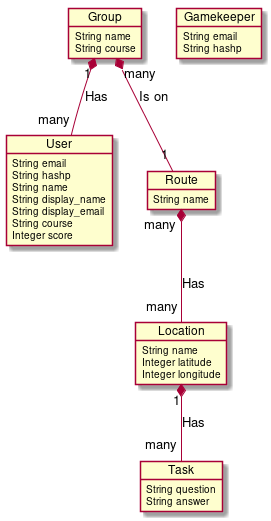 Group
String name
String course
Gamekeeper
String email
String hashp
1
many
Has
Is on
many
1
User
String email
String hashp
String name
String display_name
String display_email
String course
Integer score
Route
String name
many
Has
many
Location
String name
Integer latitude
Integer longitude
1
Has
many
Task
String question
String answer